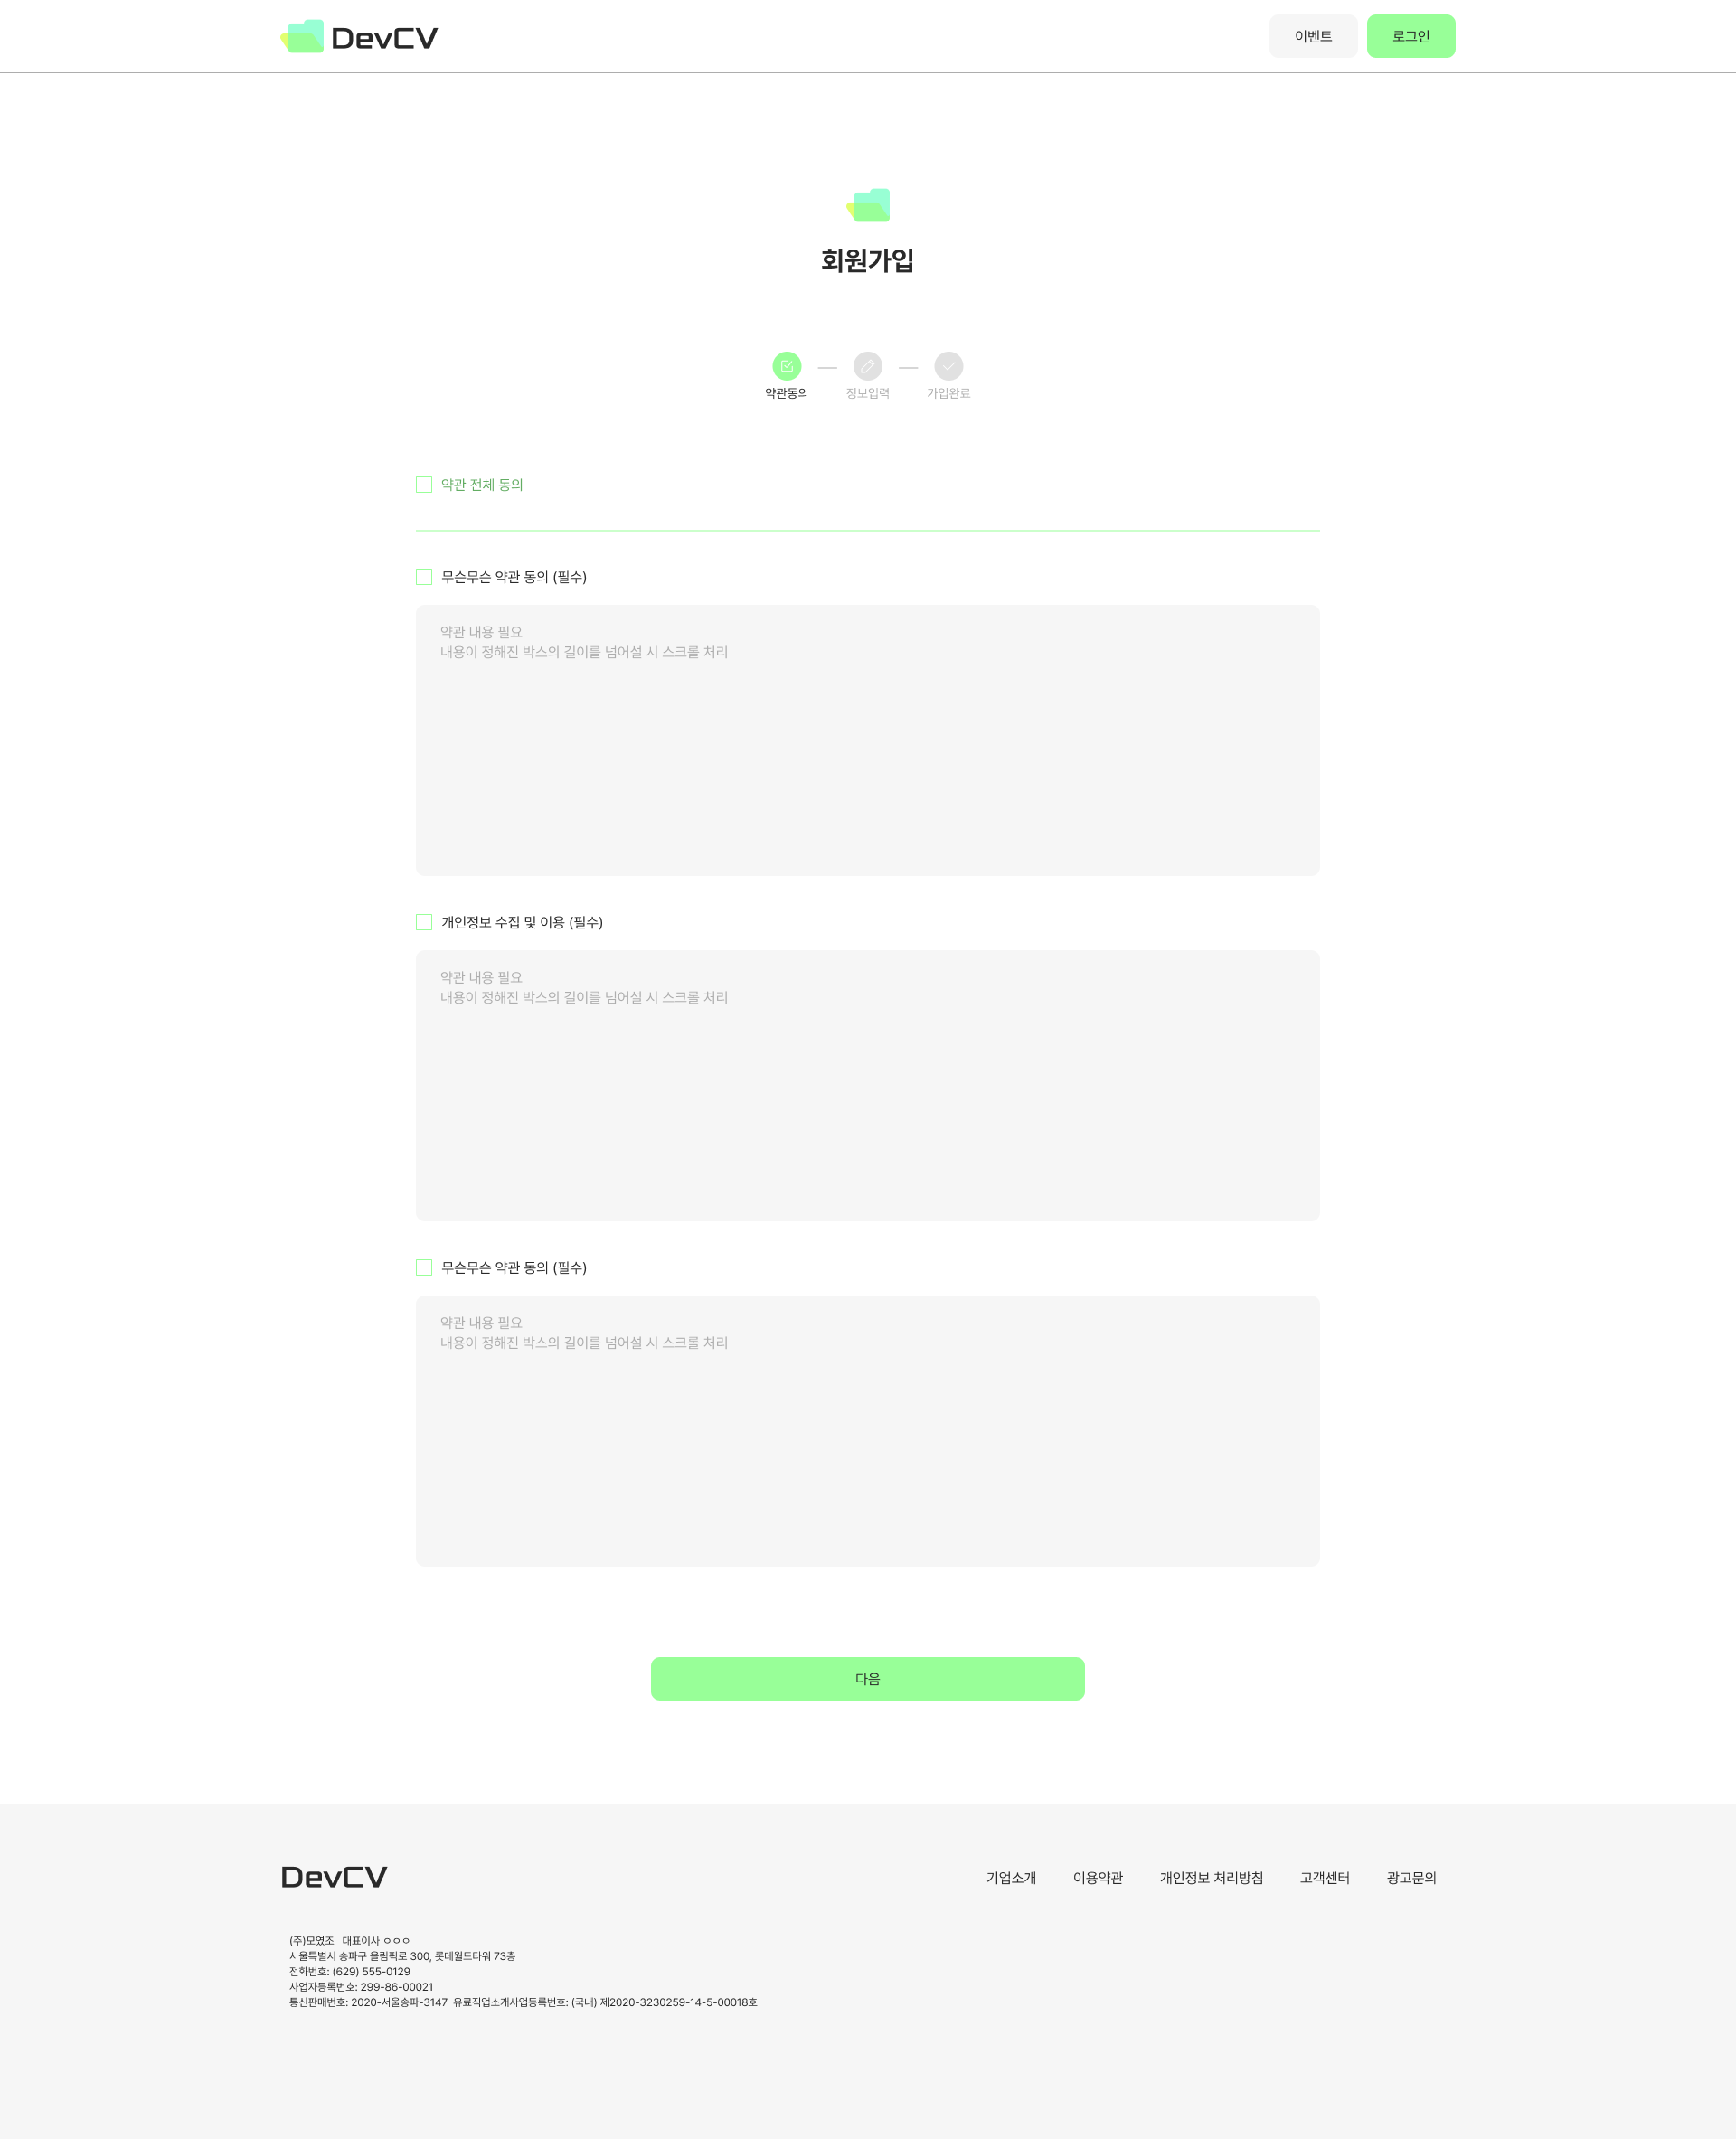 DevCV
이벤트
로그인
회원가입
약관동의
정보입력
가입완료
약관 전체 동의
무슨무슨 약관 동의 (필수)
약관 내용 필요
내용이 정해진 박스의 길이를 넘어설 시 스크롤 처리
개인정보 수집 및 이용 (필수)
약관 내용 필요
내용이 정해진 박스의 길이를 넘어설 시 스크롤 처리
무슨무슨 약관 동의 (필수)
약관 내용 필요
내용이 정해진 박스의 길이를 넘어설 시 스크롤 처리
다음
DevCV
기업소개
이용약관
개인정보 처리방침
고객센터
광고문의
(주)모였조 대표이사 ㅇㅇㅇ
서울특별시 송파구 올림픽로 300, 롯데월드타워 73층
전화번호: (629) 555-0129
사업자등록번호: 299-86-00021
통신판매번호: 2020-서울송파-3147 유료직업소개사업등록번호: (국내) 제2020-3230259-14-5-00018호